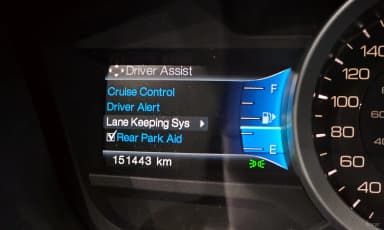 Driver Assist
Cruise Control
Driver Alert
Lane Keeping Sys
Rear Park Aid
151443 km
F
E
140
120
100
80
60
40